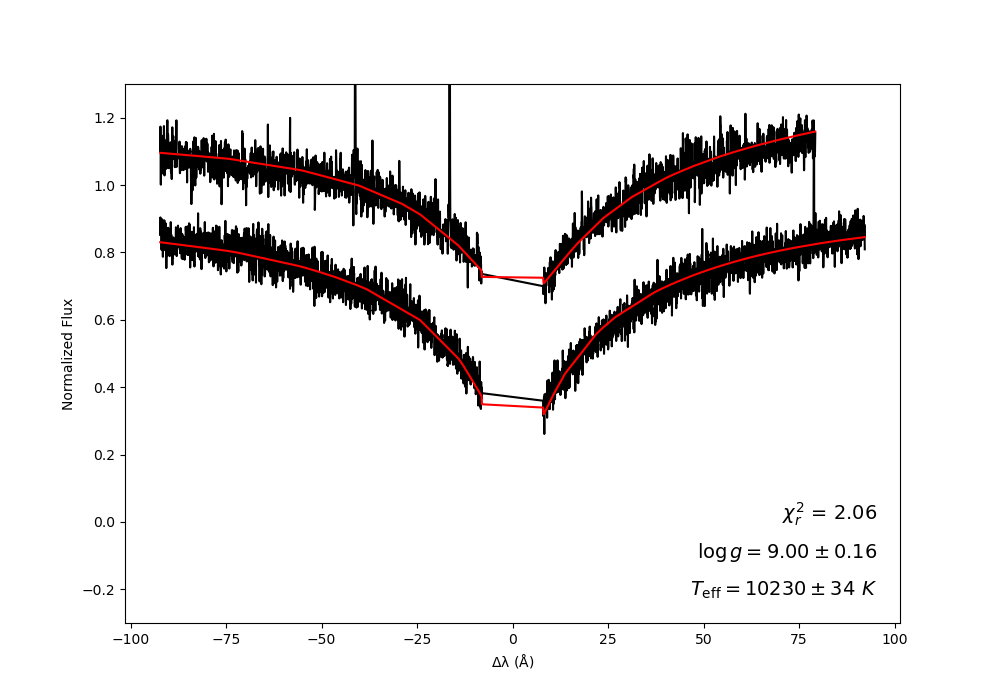 1.2
1.0
0.8
0.6
0.4
0.2
0.0
−0.2
Normalized Flux
χ²ᵣ = 2.06
log g = 9.00 ± 0.16
T_eff = 10230 ± 34 K
−100 −75 −50 −25 0 25 50 75 100
Δλ (Å)